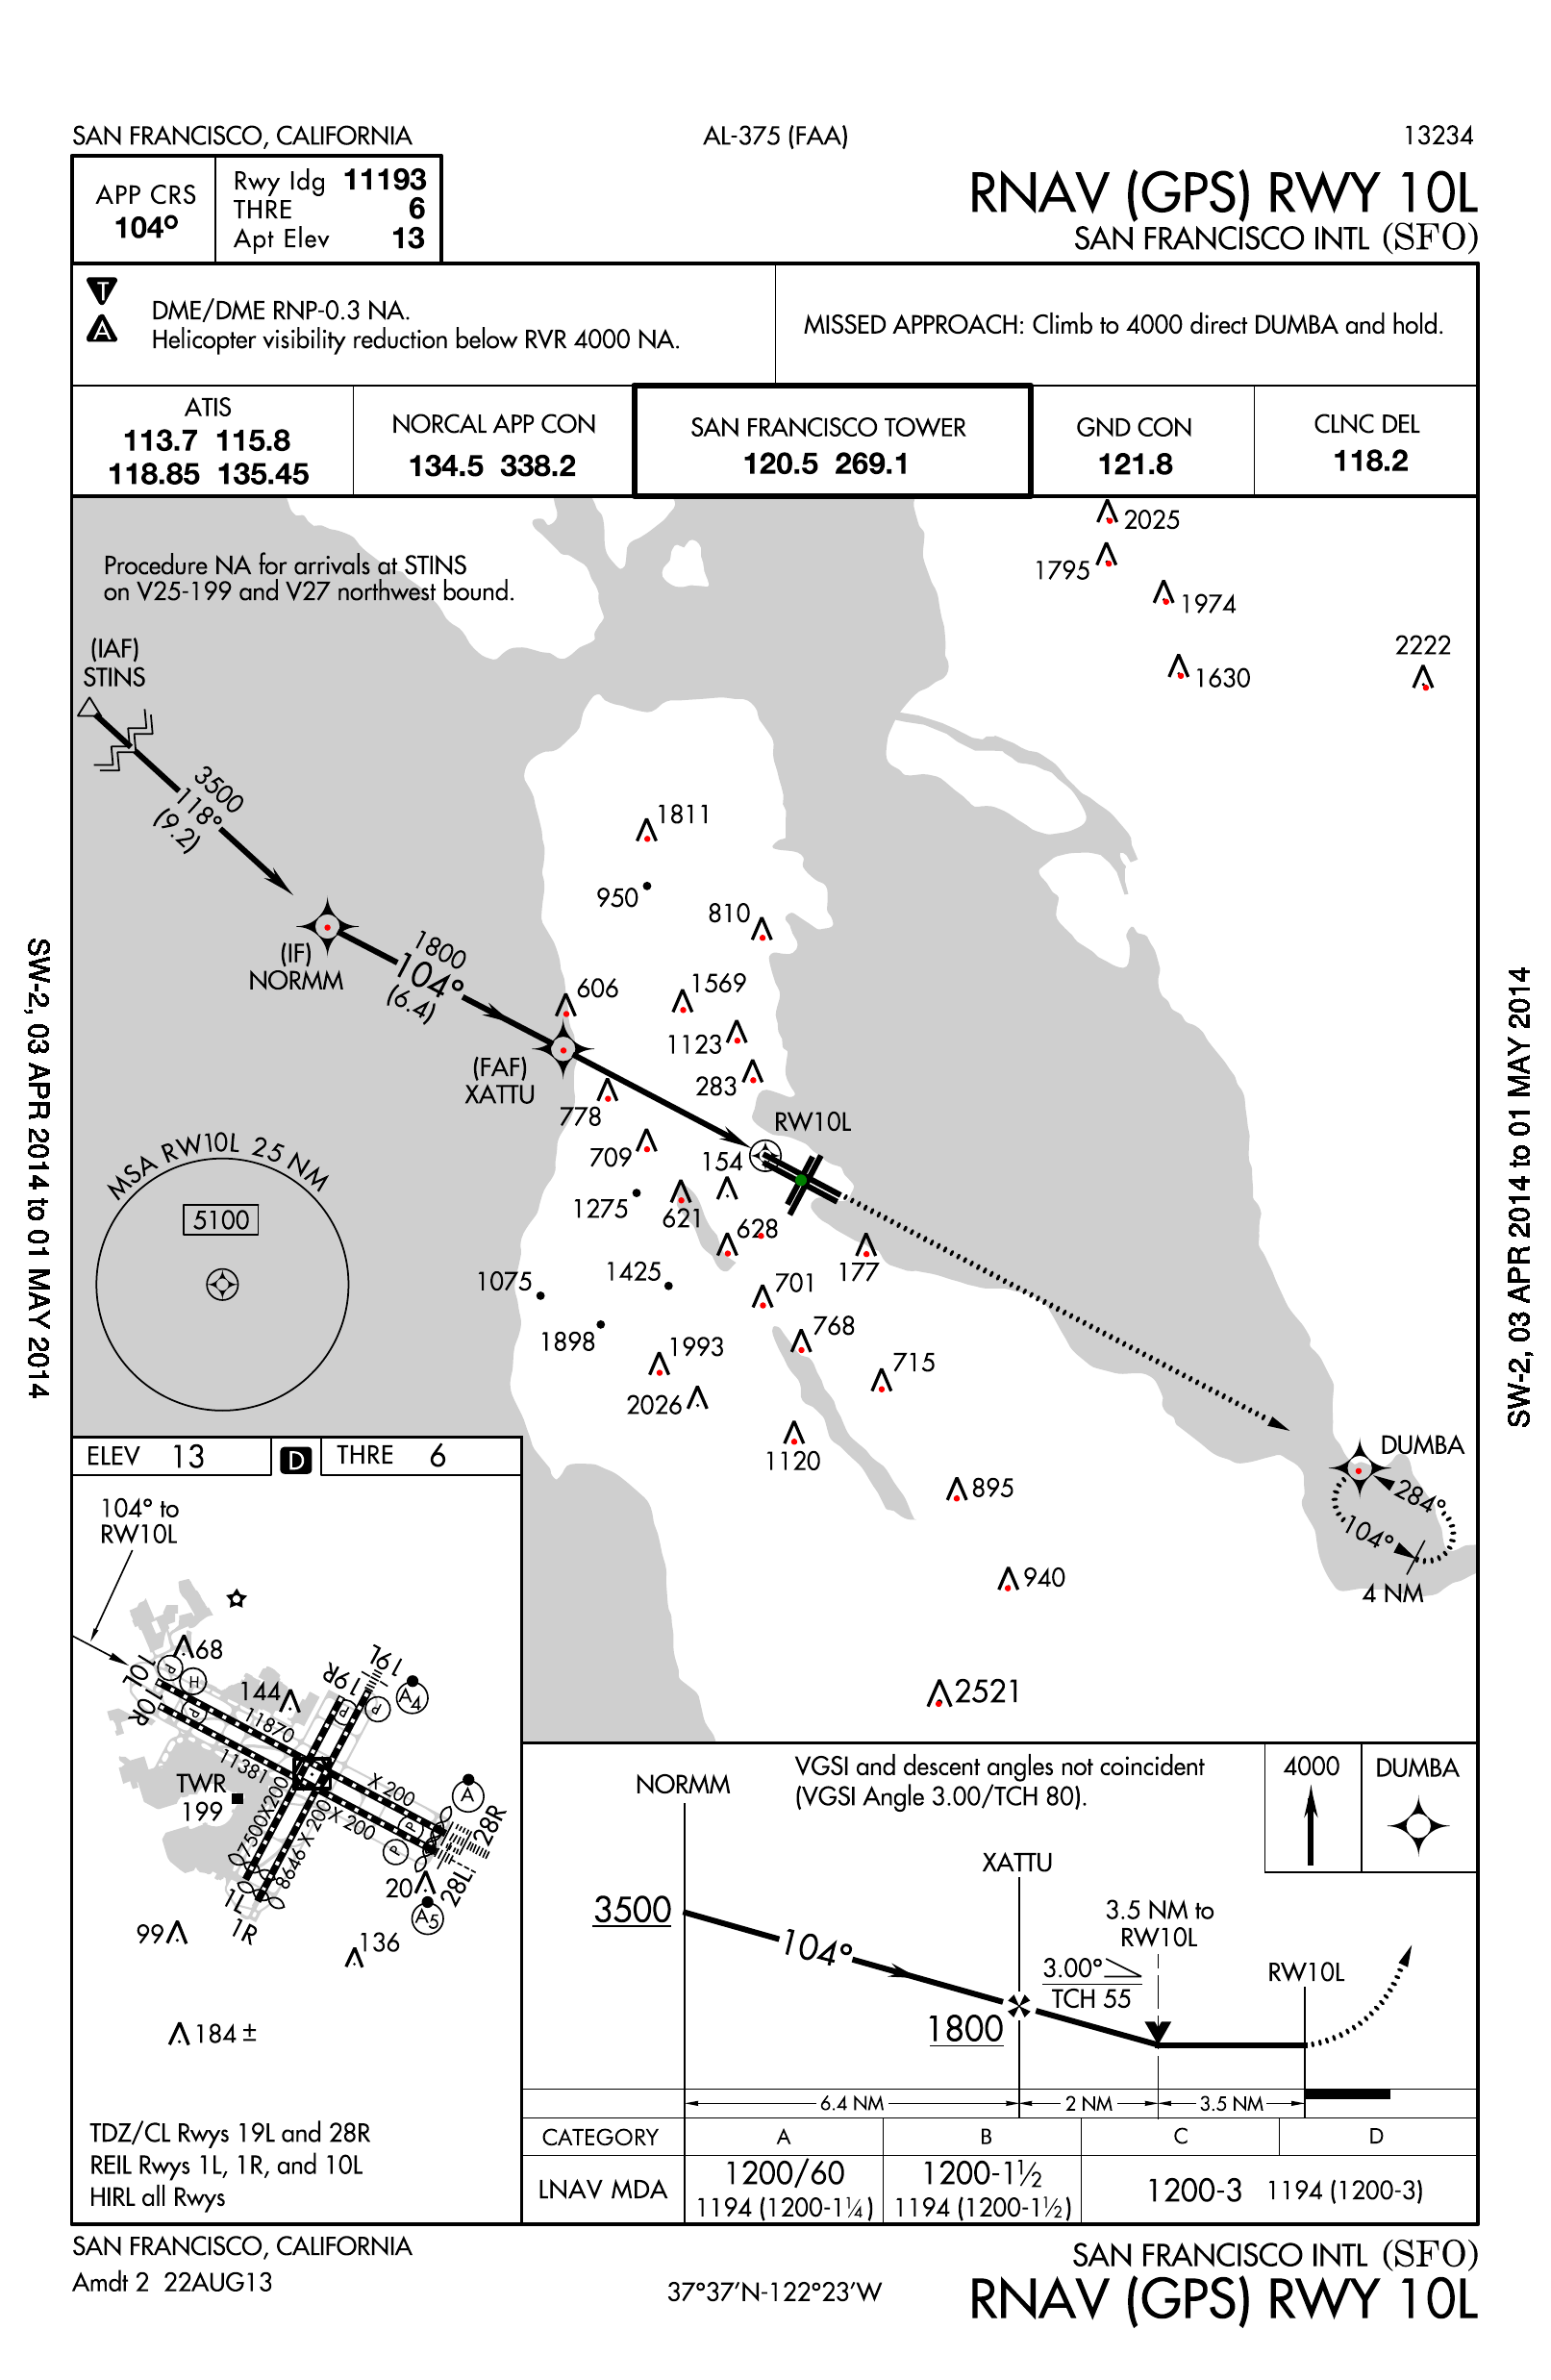 SAN FRANCISCO, CALIFORNIA
AL-375 (FAA)
13234
APP CRS
104°
Rwy Idg 11193
THRE 6
Apt Elev 13
RNAV (GPS) RWY 10L
SAN FRANCISCO INTL (SFO)
T
A
DME/DME RNP-0.3 NA.
Helicopter visibility reduction below RVR 4000 NA.
MISSED APPROACH: Climb to 4000 direct DUMBA and hold.
ATIS
113.7 115.8
118.85 135.45
NORCAL APP CON
134.5 338.2
SAN FRANCISCO TOWER
120.5 269.1
GND CON
121.8
CLNC DEL
118.2
Procedure NA for arrivals at STINS
on V25-199 and V27 northwest bound.
2025
1795
1974
1630
2222
(IAF)
STINS
3500
118°
(9.2)
1811
950
810
(IF)
NORMM
1800
104°
(6.4)
606
1569
1123
283
(FAF)
XATTU
778
709
RW10L
154
1275
621
628
177
MSA RW10L 25 NM
5100
1075
1425
701
1898
768
1993
715
2026
1120
895
940
2521
DUMBA
284°
104°
4 NM
SW-2, 03 APR 2014 to 01 MAY 2014
SW-2, 03 APR 2014 to 01 MAY 2014
ELEV 13
D
THRE 6
104° to
RW10L
68
144
10L
10R
19R
19L
P
H
P
P
P
A4
11870
11381
X 200
X 200
TWR
199
7500X200
8646 X 200
A
P
P
28R
28L
20
A5
1L
1R
99
136
184 ±
TDZ/CL Rwys 19L and 28R
REIL Rwys 1L, 1R, and 10L
HIRL all Rwys
NORMM
VGSI and descent angles not coincident
(VGSI Angle 3.00/TCH 80).
4000
DUMBA
XATTU
3500
104°
3.5 NM to
RW10L
3.00°
TCH 55
RW10L
1800
6.4 NM
2 NM
3.5 NM
CATEGORY A B C D
LNAV MDA
1200/60
1194 (1200-1¼)
1200-1½
1194 (1200-1½)
1200-3 1194 (1200-3)
SAN FRANCISCO, CALIFORNIA
Amdt 2 22AUG13
37°37'N-122°23'W
SAN FRANCISCO INTL (SFO)
RNAV (GPS) RWY 10L